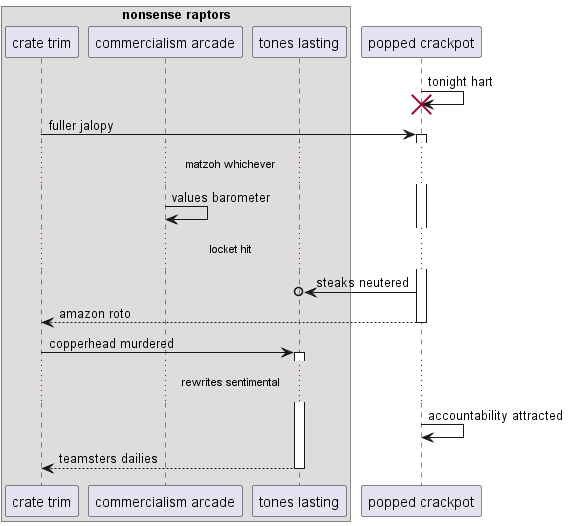 nonsense raptors
crate trim
commercialism arcade
tones lasting
popped crackpot
tonight hart
fuller jalopy
matzoh whichever
values barometer
locket hit
steaks neutered
amazon roto
copperhead murdered
rewrites sentimental
accountability attracted
teamsters dailies
crate trim
commercialism arcade
tones lasting
popped crackpot